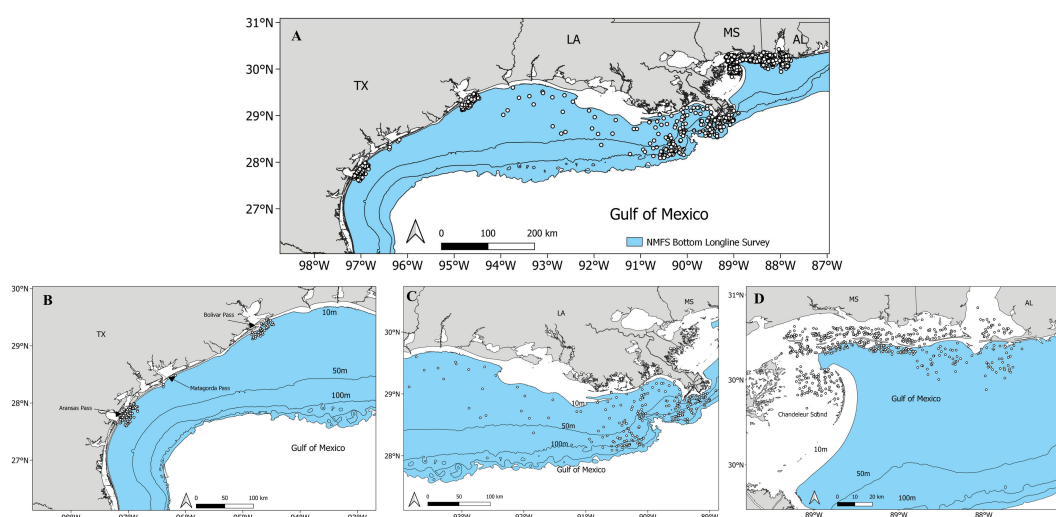 A
31°N
30°N
29°N
28°N
27°N
TX
LA
MS
AL
Gulf of Mexico
0 100 200 km
NMFS Bottom Longline Survey
98°W 97°W 96°W 95°W 94°W 93°W 92°W 91°W 90°W 89°W 88°W 87°W
B
30°N
29°N
28°N
27°N
TX
Bolivar Pass
Matagorda Pass
Aransas Pass
10m
50m
100m
Gulf of Mexico
0 50 100 km
C
30°N
29°N
28°N
LA
MS
10m
50m
100m
Gulf of Mexico
0 50 100 km
D
31°N
30°N
30°N
MS
AL
Gulf of Mexico
Chandeleur Sound
10m
50m
100m
0 10 20 km
89°W 89°W 88°W